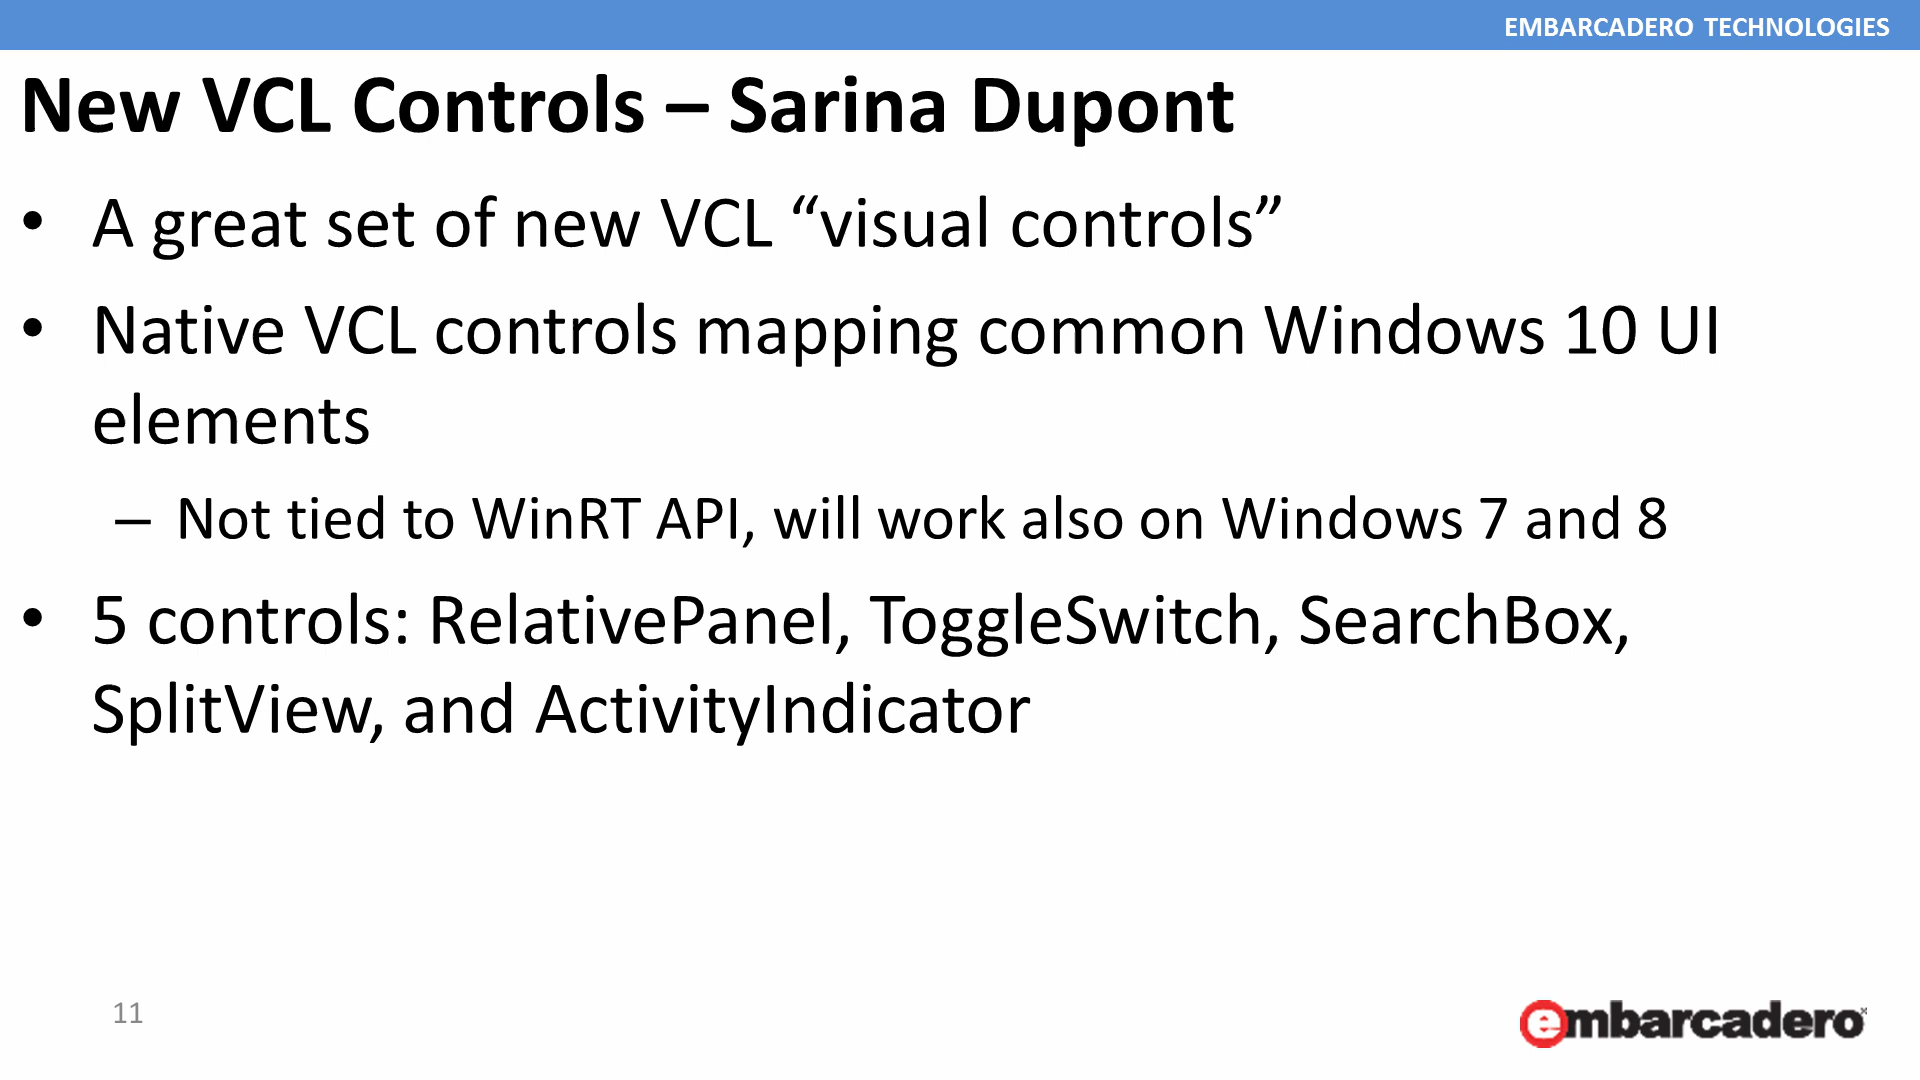 EMBARCADERO TECHNOLOGIES
New VCL Controls – Sarina Dupont
• A great set of new VCL “visual controls”
• Native VCL controls mapping common Windows 10 UI
elements
– Not tied to WinRT API, will work also on Windows 7 and 8
• 5 controls: RelativePanel, ToggleSwitch, SearchBox,
SplitView, and ActivityIndicator
11
embarcadero